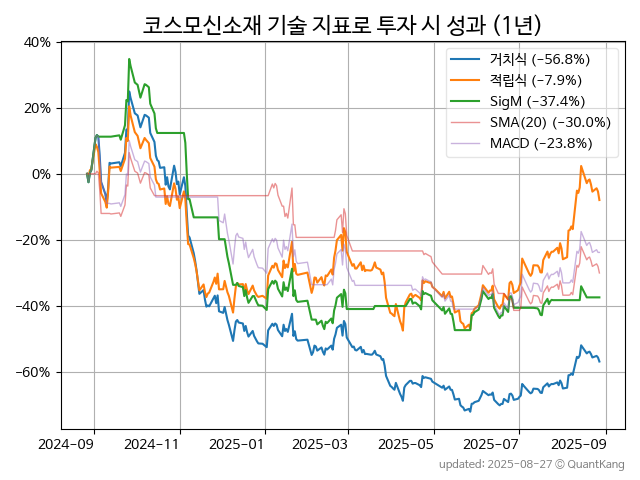 코스모신소재 기술 지표로 투자 시 성과 (1년)
40%
20%
0%
−20%
−40%
−60%
거치식 (−56.8%)
적립식 (−7.9%)
SigM (−37.4%)
SMA(20) (−30.0%)
MACD (−23.8%)
2024-09 2024-11 2025-01 2025-03 2025-05 2025-07 2025-09
updated: 2025-08-27 © QuantKang